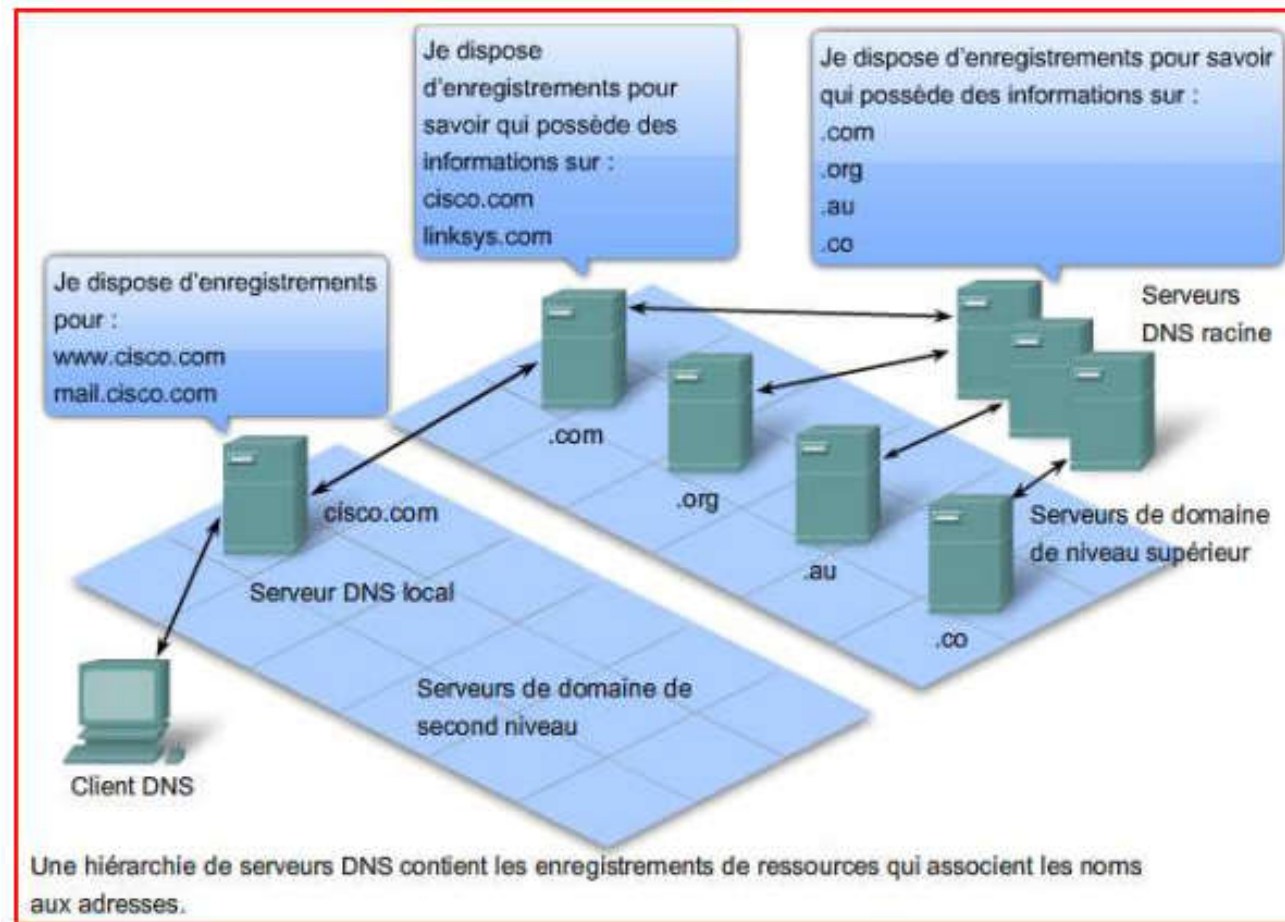 Je dispose
d'enregistrements pour
savoir qui possède des
informations sur :
cisco.com
linksys.com
Je dispose d'enregistrements pour savoir
qui possède des informations sur :
.com
.org
.au
.co
Je dispose d'enregistrements
pour :
www.cisco.com
mail.cisco.com
Serveurs
DNS racine
.com
.org
.au
.co
Serveurs de domaine
de niveau supérieur
cisco.com
Serveur DNS local
Serveurs de domaine de
second niveau
Client DNS
Une hiérarchie de serveurs DNS contient les enregistrements de ressources qui associent les noms
aux adresses.